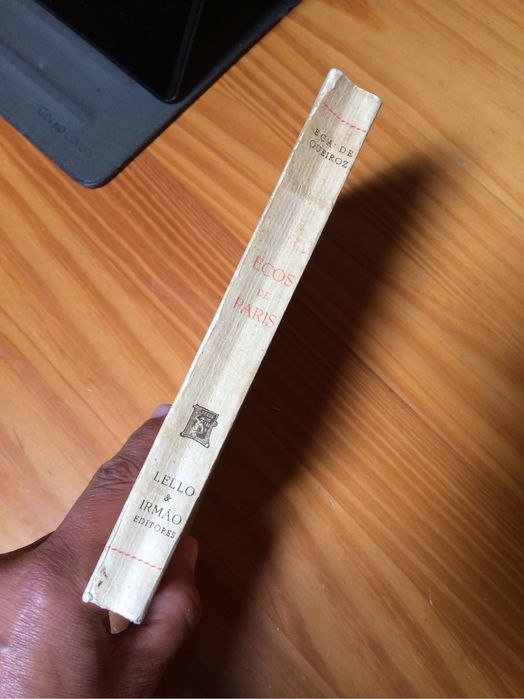 EÇA DE
QUEIROZ
ECOS
DE
PARIS
LELLO
&
IRMÃO
EDITORES